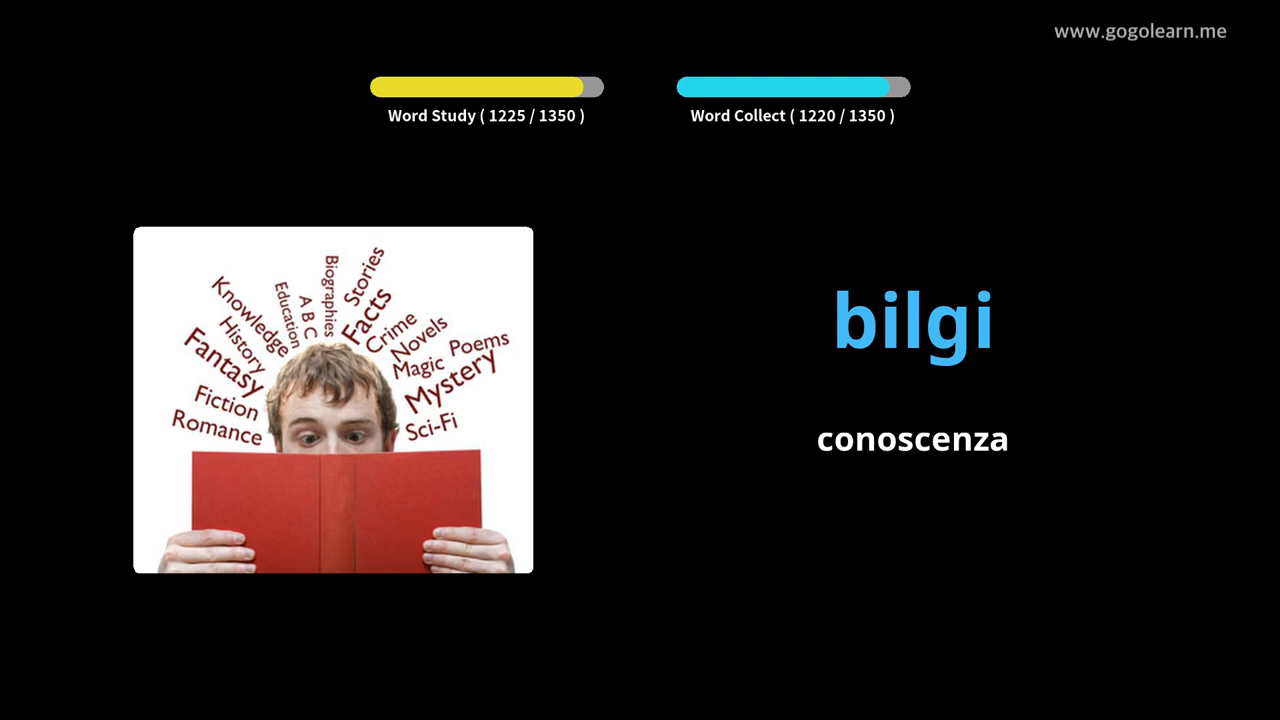 www.gogolearn.me
Word Study ( 1225 / 1350 )
Word Collect ( 1220 / 1350 )
Biographies
Stories
Knowledge
Education
A B C
Facts
History
Crime
Novels
Fantasy
Magic
Poems
Mystery
Fiction
Romance
Sci-Fi
bilgi
conoscenza